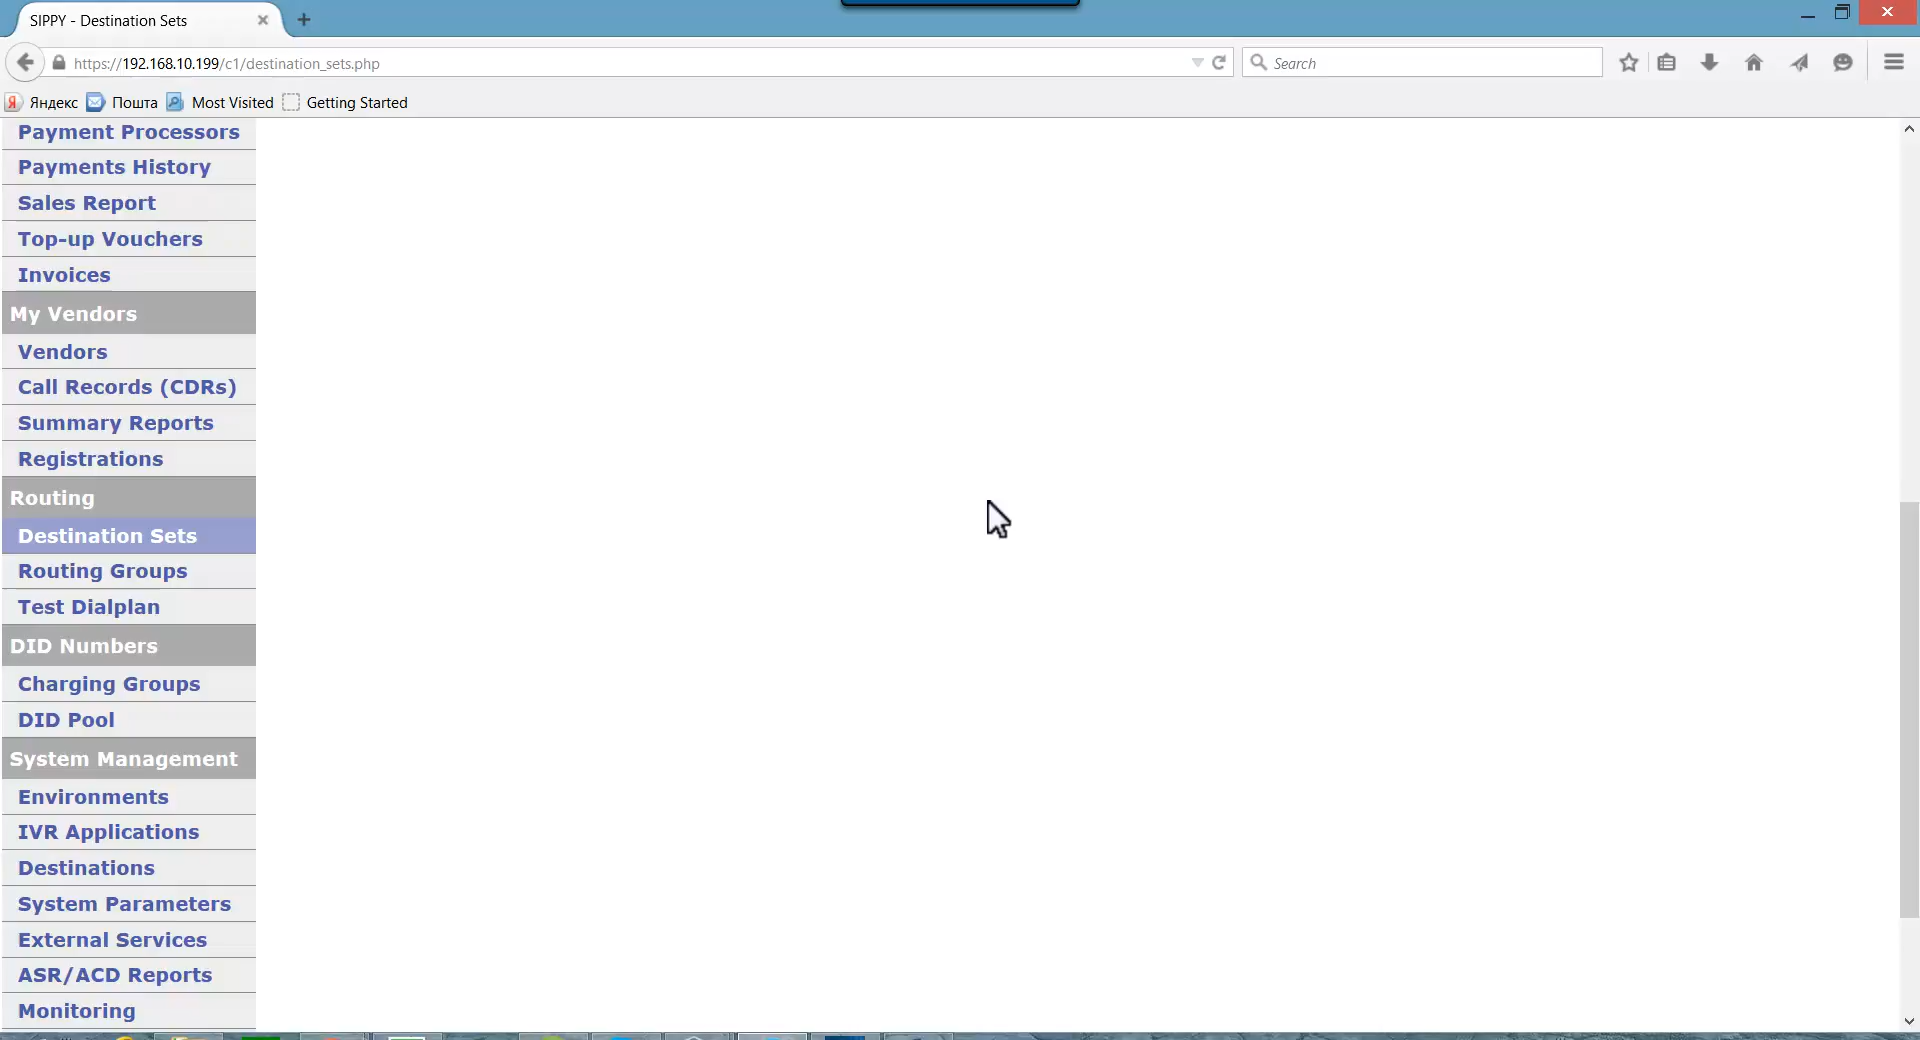 SIPPY - Destination Sets
https://192.168.10.199/c1/destination_sets.php
Search
Яндекс
Пошта
Most Visited
Getting Started
Payment Processors
Payments History
Sales Report
Top-up Vouchers
Invoices
My Vendors
Vendors
Call Records (CDRs)
Summary Reports
Registrations
Routing
Destination Sets
Routing Groups
Test Dialplan
DID Numbers
Charging Groups
DID Pool
System Management
Environments
IVR Applications
Destinations
System Parameters
External Services
ASR/ACD Reports
Monitoring